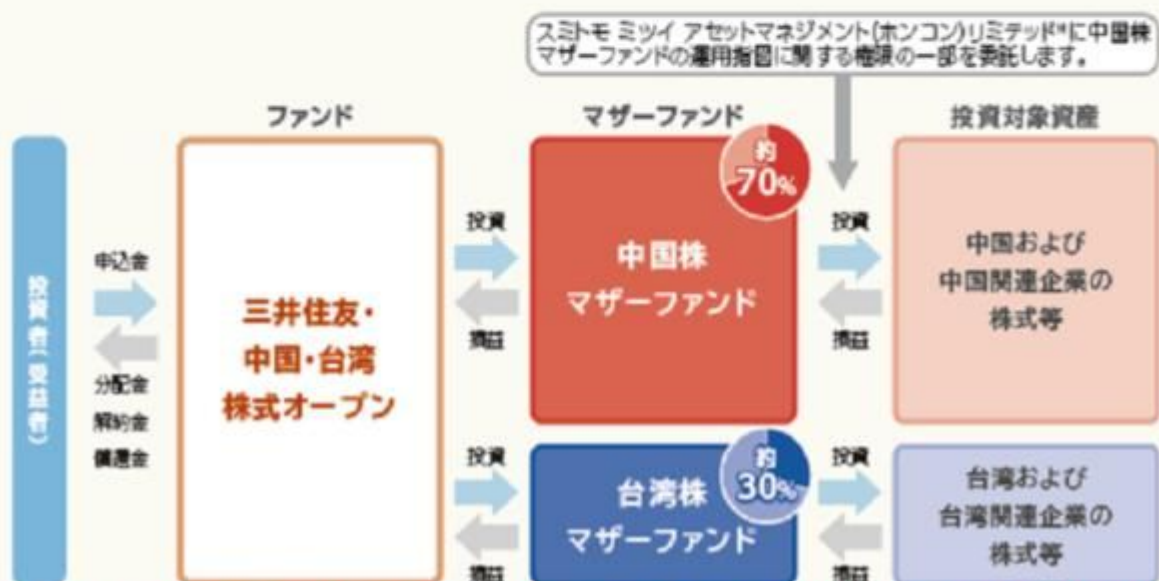 スミトモ ミツイ アセットマネジメント(ホンコン)リミテッド*に中国株
マザーファンドの運用指図に関する権限の一部を委託します。
ファンド
マザーファンド
投資対象資産
投資者(受益者)
申込金
分配金
解約金
償還金
三井住友・
中国・台湾
株式オープン
投資
損益
約
70%
中国株
マザーファンド
投資
損益
中国および
中国関連企業の
株式等
投資
損益
約
30%
台湾株
マザーファンド
投資
損益
台湾および
台湾関連企業の
株式等